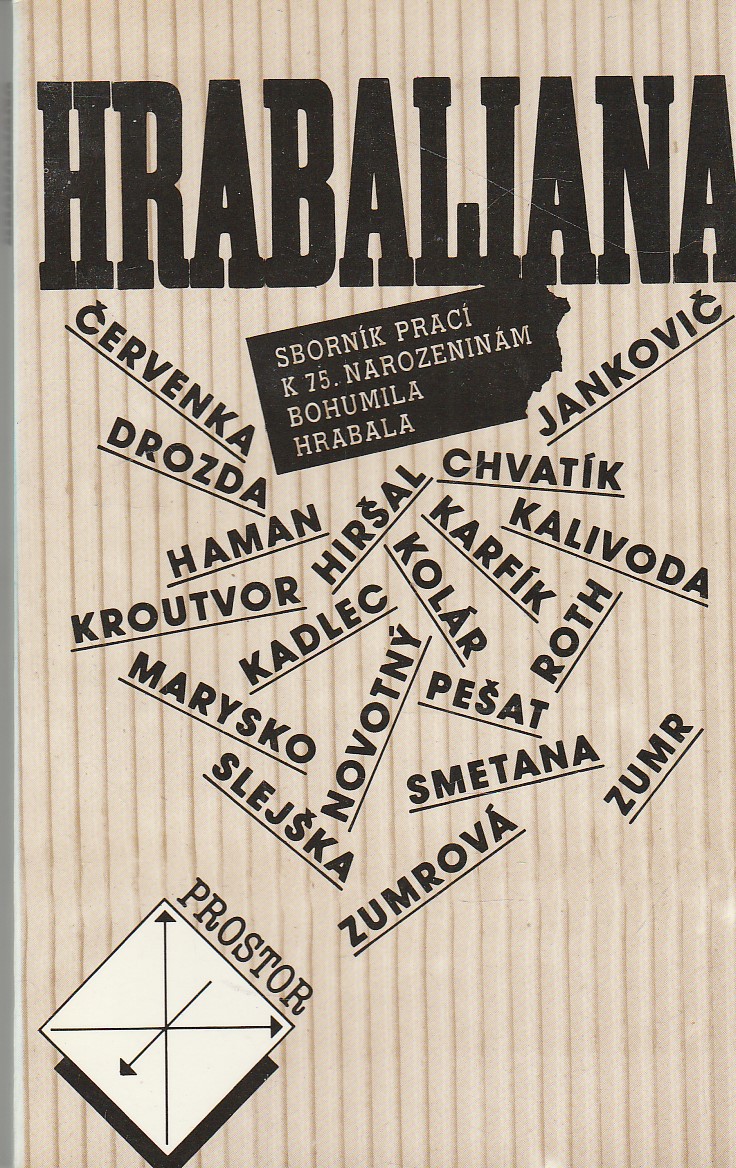 HRABALIANA
SBORNÍK PRACÍ
K 75. NAROZENINÁM
BOHUMILA
HRABALA
ČERVENKA
JANKOVIČ
DROZDA
CHVATÍK
HAMAN
HIRŠAL
KARFÍK
KALIVODA
KROUTVOR
KADLEC
KOLÁR
ROTH
MARYSKO
NOVOTNÝ
PEŠAT
SLEJŠKA
SMETANA
ZUMR
ZUMROVÁ
PROSTOR